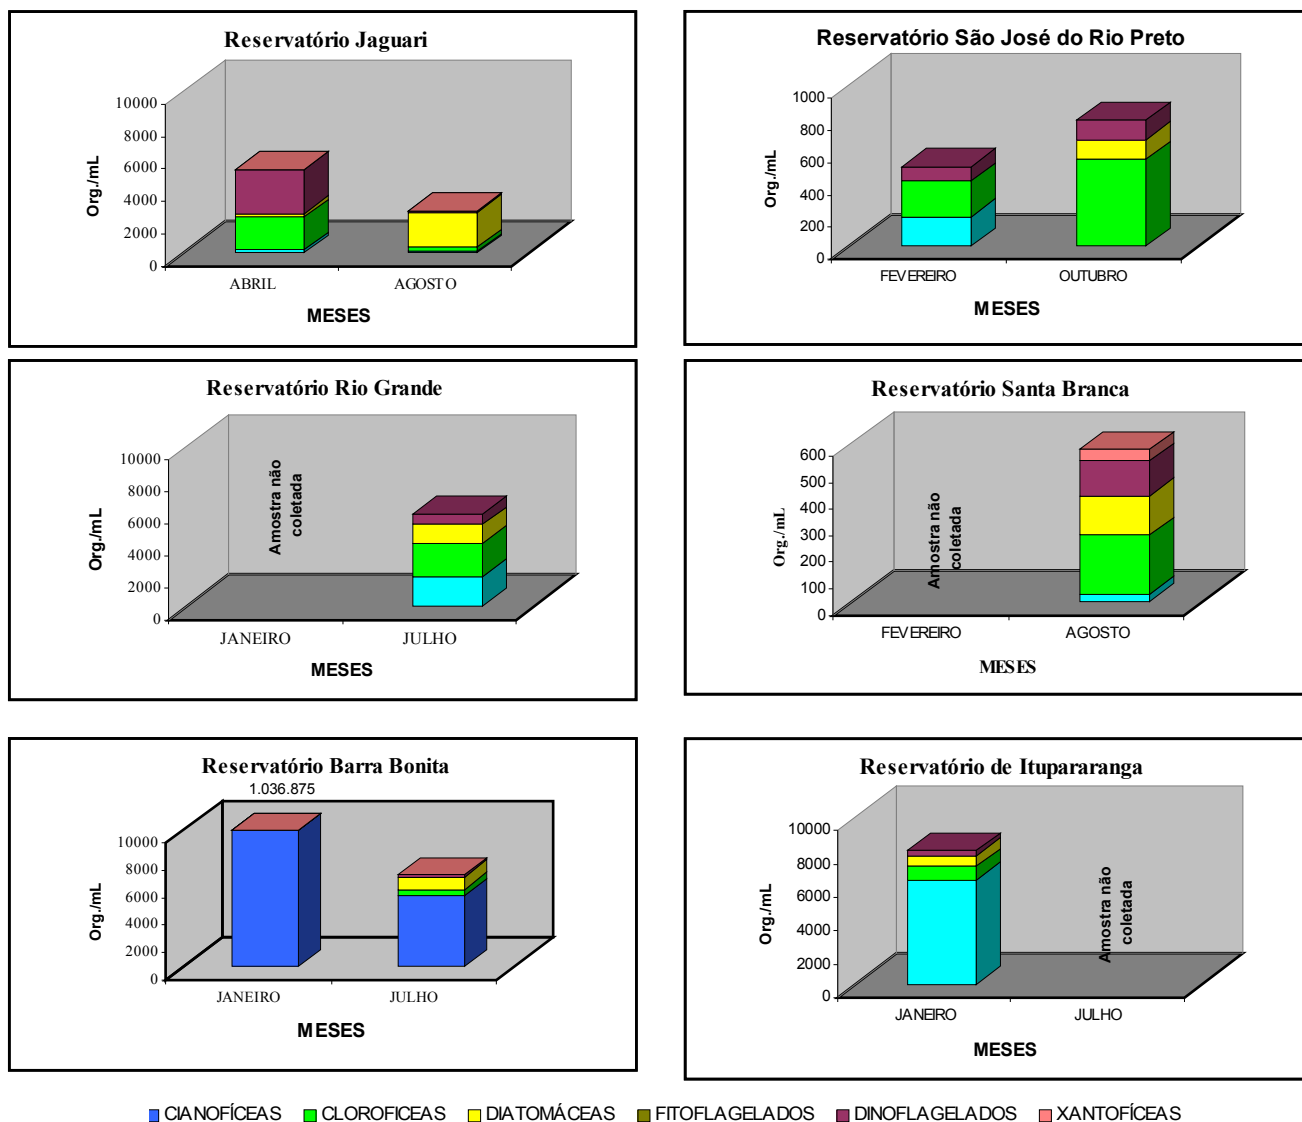 Reservatório Jaguari
10000
8000
6000
4000
2000
0
Org./mL
ABRIL
AGOSTO
MESES
Reservatório São José do Rio Preto
1000
800
600
400
200
0
Org./mL
FEVEREIRO
OUTUBRO
MESES
Reservatório Rio Grande
10000
8000
6000
4000
2000
0
Org./mL
Amostra não
coletada
JANEIRO
JULHO
MESES
Reservatório Santa Branca
600
500
400
300
200
100
0
Org./mL
Amostra não
coletada
FEVEREIRO
AGOSTO
MESES
Reservatório Barra Bonita
1.036.875
10000
8000
6000
4000
2000
0
Org./mL
JANEIRO
JULHO
MESES
Reservatório de Itupararanga
10000
8000
6000
4000
2000
0
Org./mL
Amostra não
coletada
JANEIRO
JULHO
MESES
CIANOFÍCEAS CLOROFICEAS DIATOMÁCEAS FITOFLAGELADOS DINOFLAGELADOS XANTOFÍCEAS